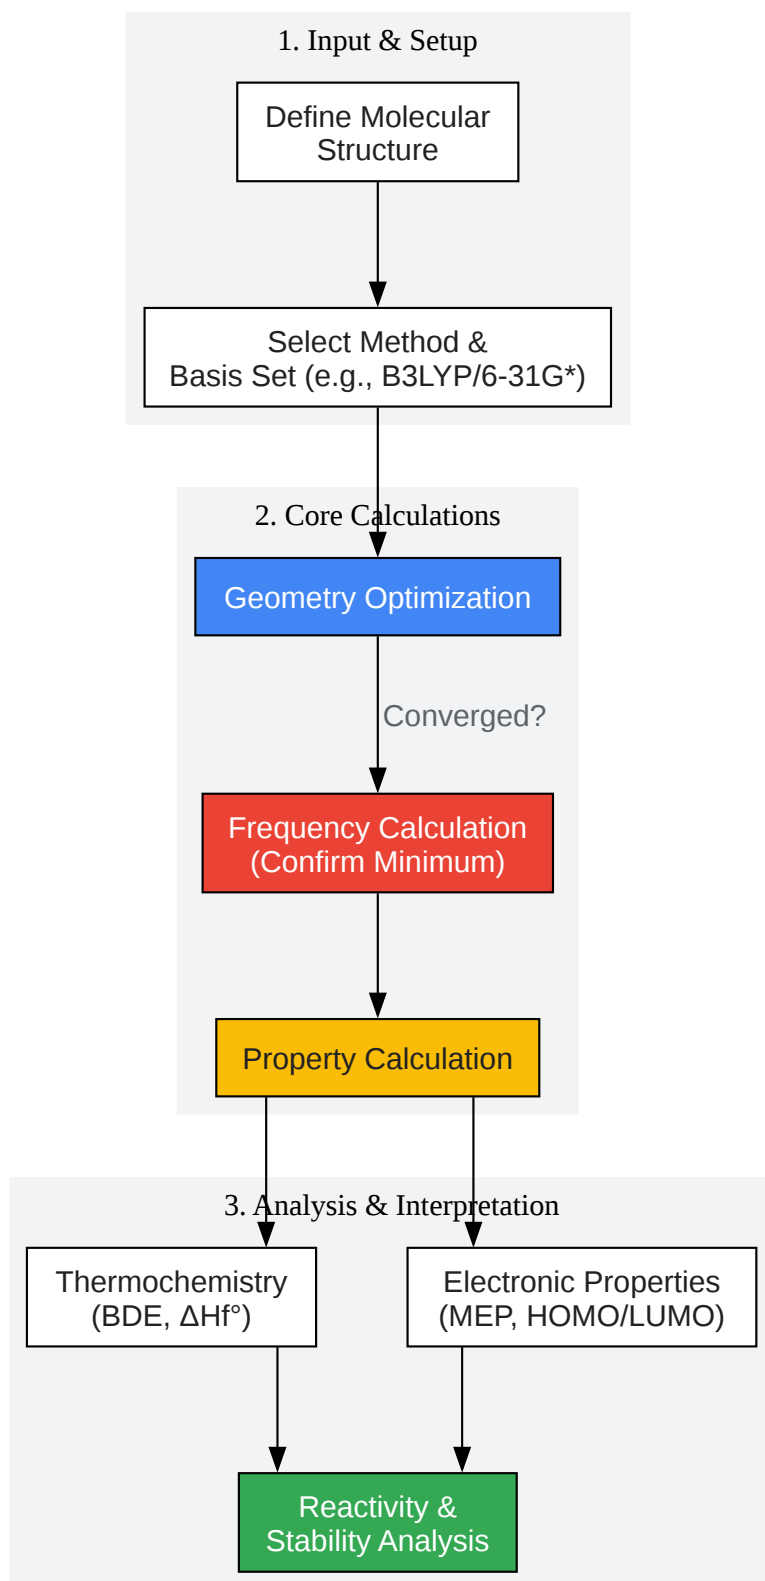 1. Input & Setup
Define Molecular
Structure
Select Method &
Basis Set (e.g., B3LYP/6-31G*)
2. Core Calculations
Geometry Optimization
Converged?
Frequency Calculation
(Confirm Minimum)
Property Calculation
3. Analysis & Interpretation
Thermochemistry
(BDE, ΔHf°)
Electronic Properties
(MEP, HOMO/LUMO)
Reactivity &
Stability Analysis